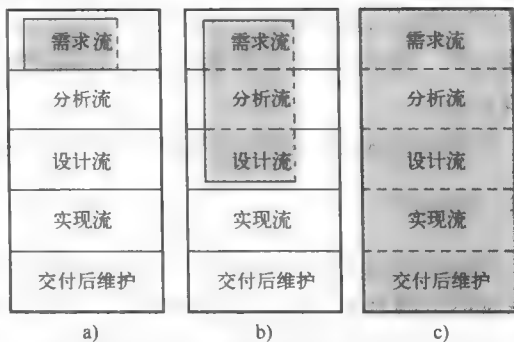 需求流 需求流 需求流
分析流 分析流 分析流
设计流 设计流 设计流
实现流 实现流 实现流
交付后维护 交付后维护 交付后维护
a) b) c)